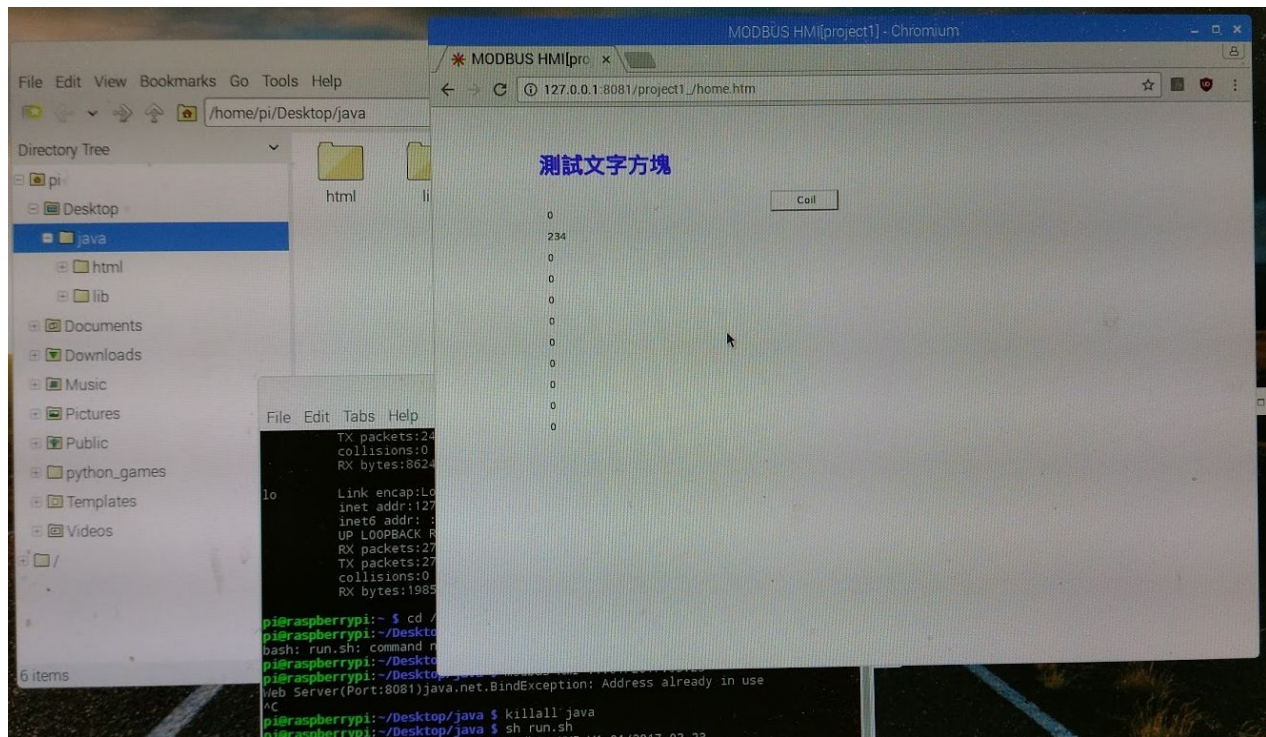 MODBUS HMI[project1] - Chromium
MODBUS HMI[pro
127.0.0.1:8081/project1_/home.htm
測試文字方塊
Coil
0
234
0
0
0
0
0
0
0
0
0
File Edit View Bookmarks Go Tools Help
/home/pi/Desktop/java
Directory Tree
pi
Desktop
java
html
lib
Documents
Downloads
Music
Pictures
Public
python_games
Templates
Videos
/
6 items
html
li
File Edit Tabs Help
TX packets:24
collisions:0
RX bytes:8624
lo Link encap:Lo
inet addr:127
inet6 addr: :
UP LOOPBACK R
RX packets:27
TX packets:27
collisions:0
RX bytes:1985
pi@raspberrypi:~ $ cd /
pi@raspberrypi:~/Deskto
bash: run.sh: command n
pi@raspberrypi:~/Deskto
pi@raspberrypi:~/Desktop/java $
Web Server(Port:8081)java.net.BindException: Address already in use
^C
pi@raspberrypi:~/Desktop/java $ killall java
pi@raspberrypi:~/Desktop/java $ sh run.sh